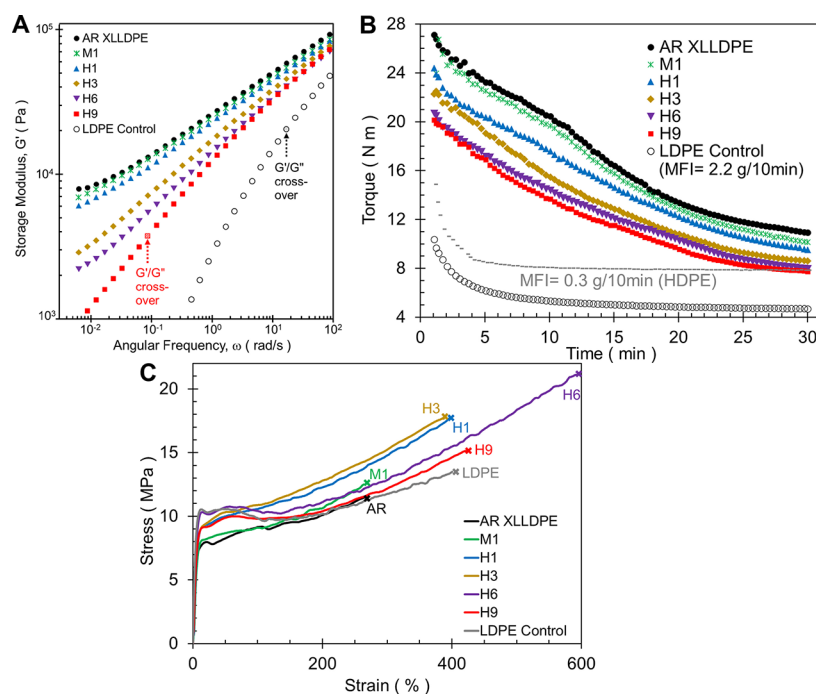 A
Storage Modulus, G' ( Pa )
10⁵
10⁴
10³
AR XLLDPE
M1
H1
H3
H6
H9
LDPE Control
G'/G"
cross-
over
G'/G"
cross-
over
10⁻² 10⁻¹ 10⁰ 10¹ 10²
Angular Frequency, ω ( rad/s )
B
Torque ( N m )
28
24
20
16
12
8
4
AR XLLDPE
M1
H1
H3
H6
H9
LDPE Control
(MFI= 2.2 g/10min)
MFI= 0.3 g/10min (HDPE)
0 5 10 15 20 25 30
Time ( min )
C
Stress ( MPa )
20
15
10
5
0
H3
H1
H6
M1
H9
LDPE
AR
AR XLLDPE
M1
H1
H3
H6
H9
LDPE Control
0 200 400 600
Strain ( % )